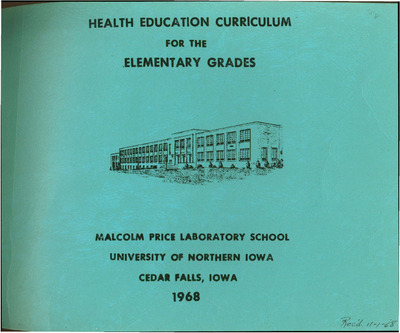 HEALTH EDUCATION CURRICULUM
FOR THE
ELEMENTARY GRADES
MALCOLM PRICE LABORATORY SCHOOL
UNIVERSITY OF NORTHERN IOWA
CEDAR FALLS, IOWA
1968
Rec'd.